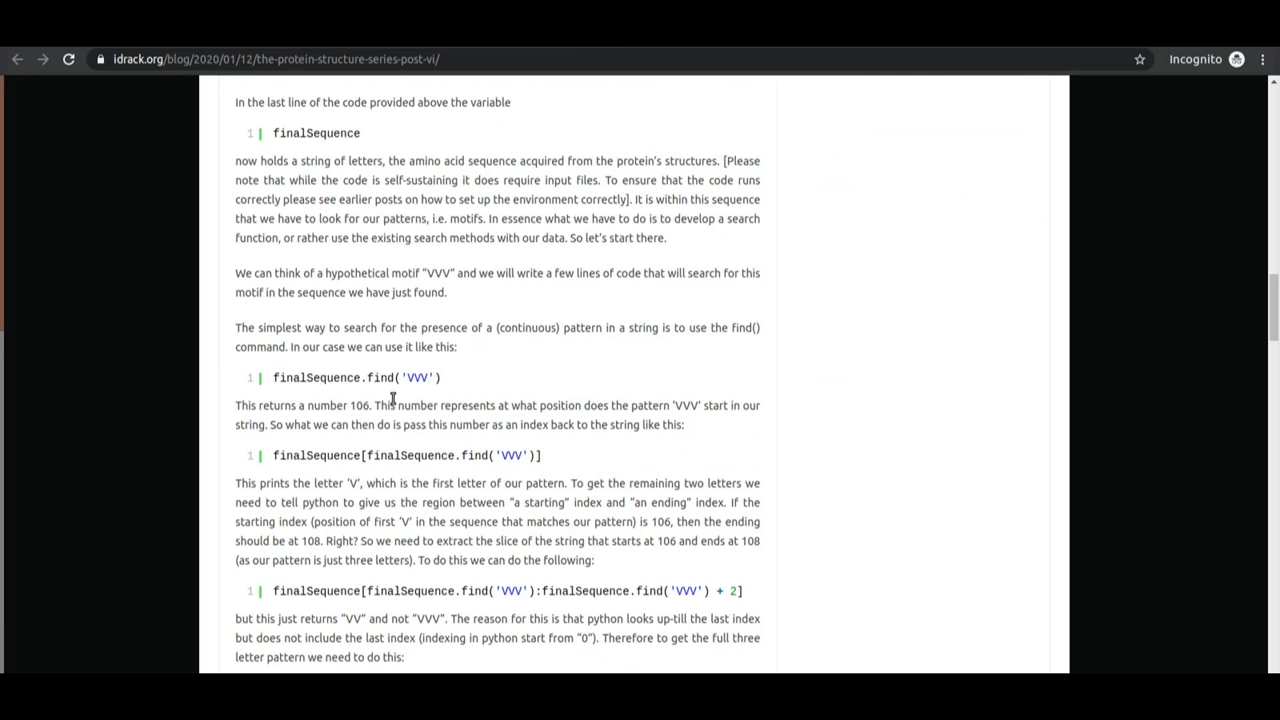 idrack.org/blog/2020/01/12/the-protein-structure-series-post-vi/
Incognito
In the last line of the code provided above the variable
1 finalSequence
now holds a string of letters, the amino acid sequence acquired from the protein's structures. [Please
note that while the code is self-sustaining it does require input files. To ensure that the code runs
correctly please see earlier posts on how to set up the environment correctly]. It is within this sequence
that we have to look for our patterns, i.e. motifs. In essence what we have to do is to develop a search
function, or rather use the existing search methods with our data. So let's start there.
We can think of a hypothetical motif “VVV” and we will write a few lines of code that will search for this
motif in the sequence we have just found.
The simplest way to search for the presence of a (continuous) pattern in a string is to use the find()
command. In our case we can use it like this:
1 finalSequence.find('VVV')
This returns a number 106. This number represents at what position does the pattern 'VVV' start in our
string. So what we can then do is pass this number as an index back to the string like this:
1 finalSequence[finalSequence.find('VVV')]
This prints the letter 'V', which is the first letter of our pattern. To get the remaining two letters we
need to tell python to give us the region between “a starting” index and “an ending” index. If the
starting index (position of first 'V' in the sequence that matches our pattern) is 106, then the ending
should be at 108. Right? So we need to extract the slice of the string that starts at 106 and ends at 108
(as our pattern is just three letters). To do this we can do the following:
1 finalSequence[finalSequence.find('VVV'):finalSequence.find('VVV') + 2]
but this just returns “VV” and not “VVV”. The reason for this is that python looks up-till the last index
but does not include the last index (indexing in python start from “0”). Therefore to get the full three
letter pattern we need to do this: